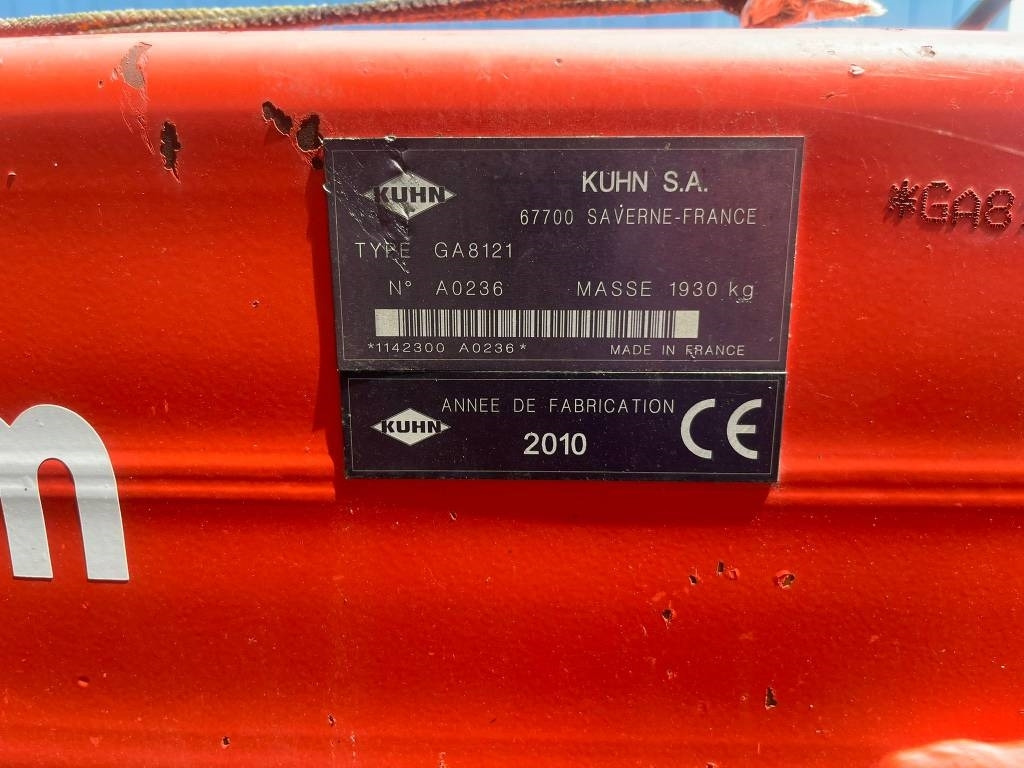 KUHN
KUHN S.A.
67700 SAVERNE-FRANCE
TYPE GA8121
N° A0236 MASSE 1930 kg
*1142300 A0236* MADE IN FRANCE
KUHN
ANNEE DE FABRICATION
2010
CE
*GA8
m